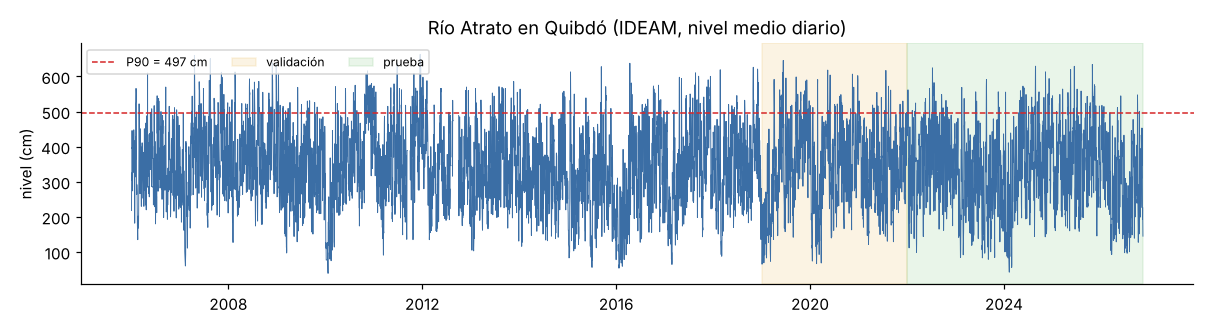 Río Atrato en Quibdó (IDEAM, nivel medio diario)
P90 = 497 cm validación prueba
nivel (cm)
600
500
400
300
200
100
2008 2012 2016 2020 2024